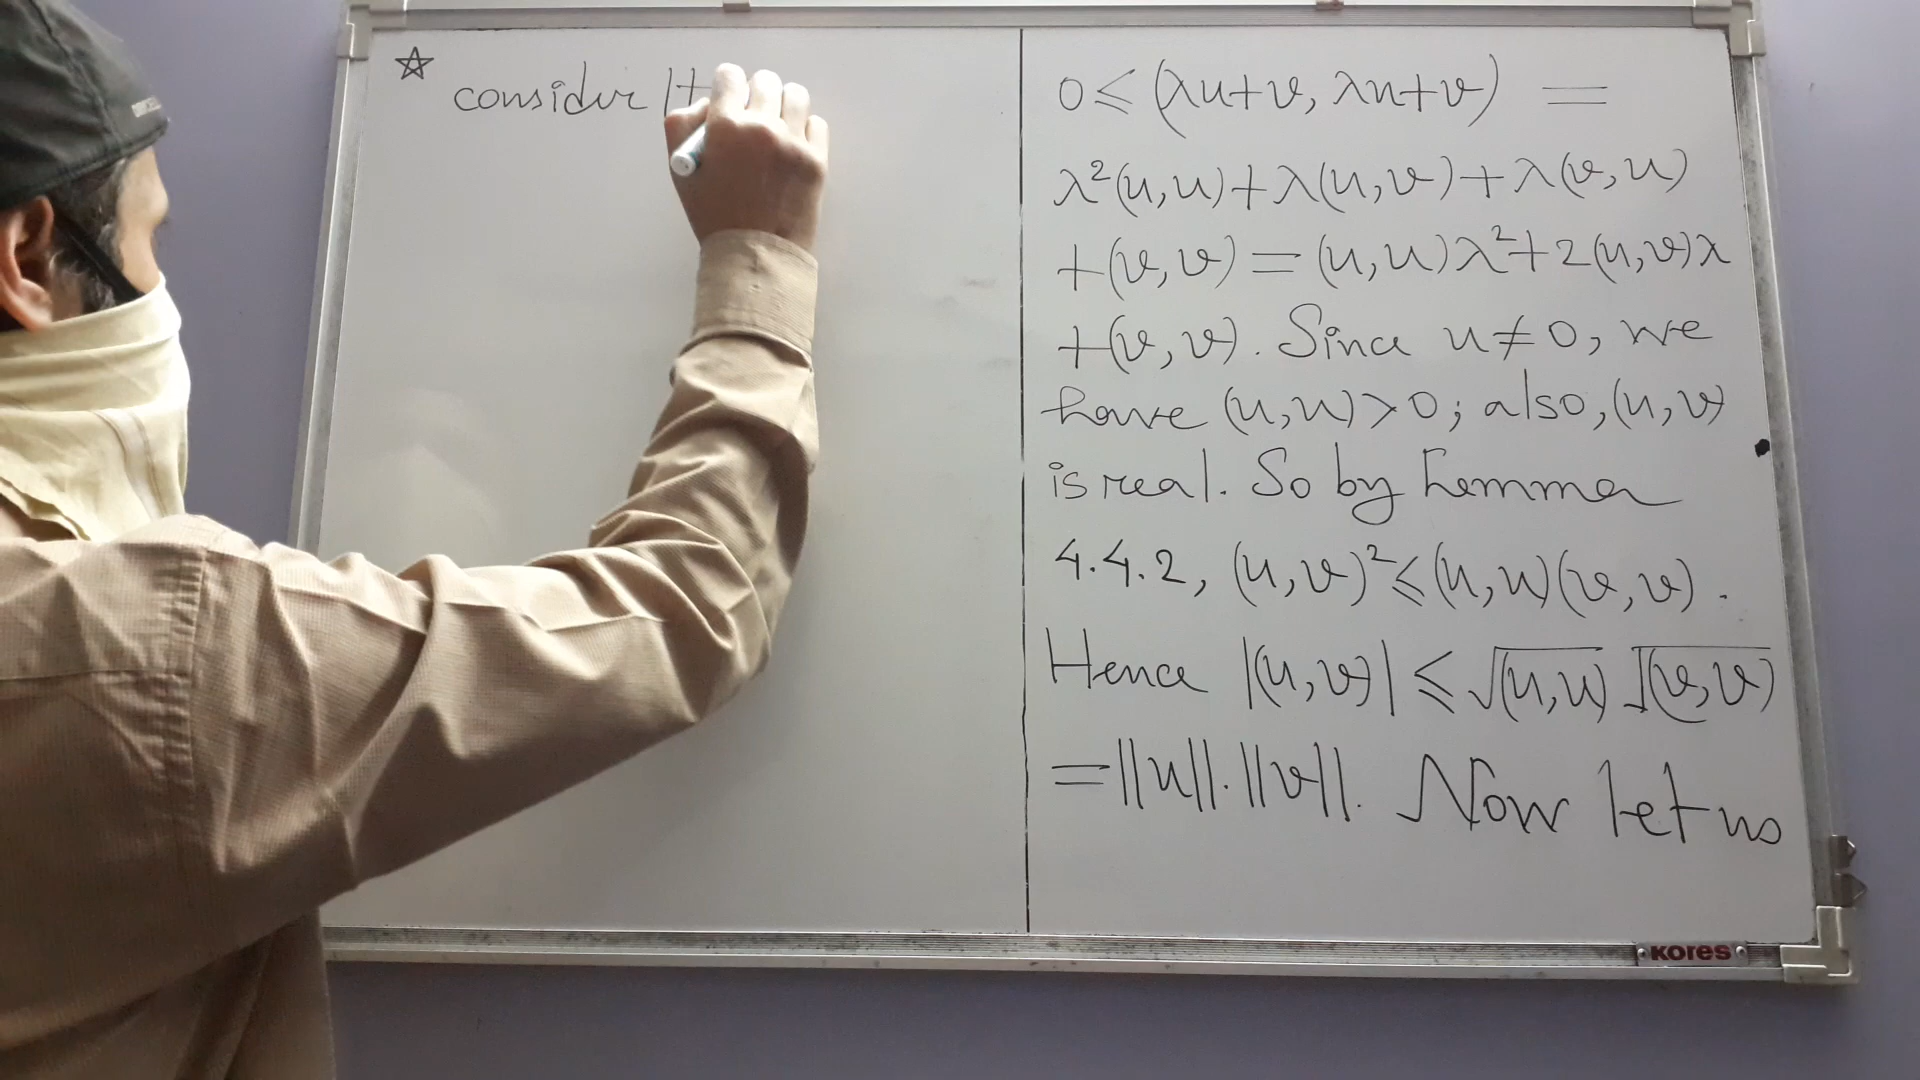 ☆ consider
0 ≤ (λu+v, λu+v) =
λ²(u,u)+λ(u,v)+λ(v,u)
+(v,v) = (u,u)λ²+2(u,v)λ
+(v,v). Since u≠0, we
have (u,u)>0; also, (u,v)
is real. So by Lemma
4.4.2, (u,v)² ≤ (u,u)(v,v).
Hence |(u,v)| ≤ √(u,u) √(v,v)
= ||u||.||v||. Now let us
KORES